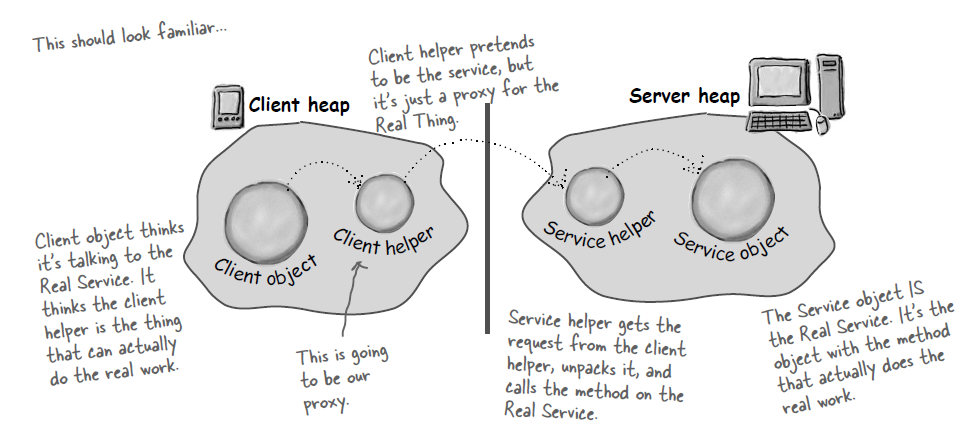 This should look familiar...
Client helper pretends
to be the service, but
it's just a proxy for the
Real Thing.
Client heap
Server heap
Client object
Client helper
Service helper
Service object
Client object thinks
it's talking to the
Real Service. It
thinks the client
helper is the thing
that can actually
do the real work.
This is going
to be our
proxy.
Service helper gets the
request from the client
helper, unpacks it, and
calls the method on the
Real Service.
The Service object IS
the Real Service. It's the
object with the method
that actually does the
real work.